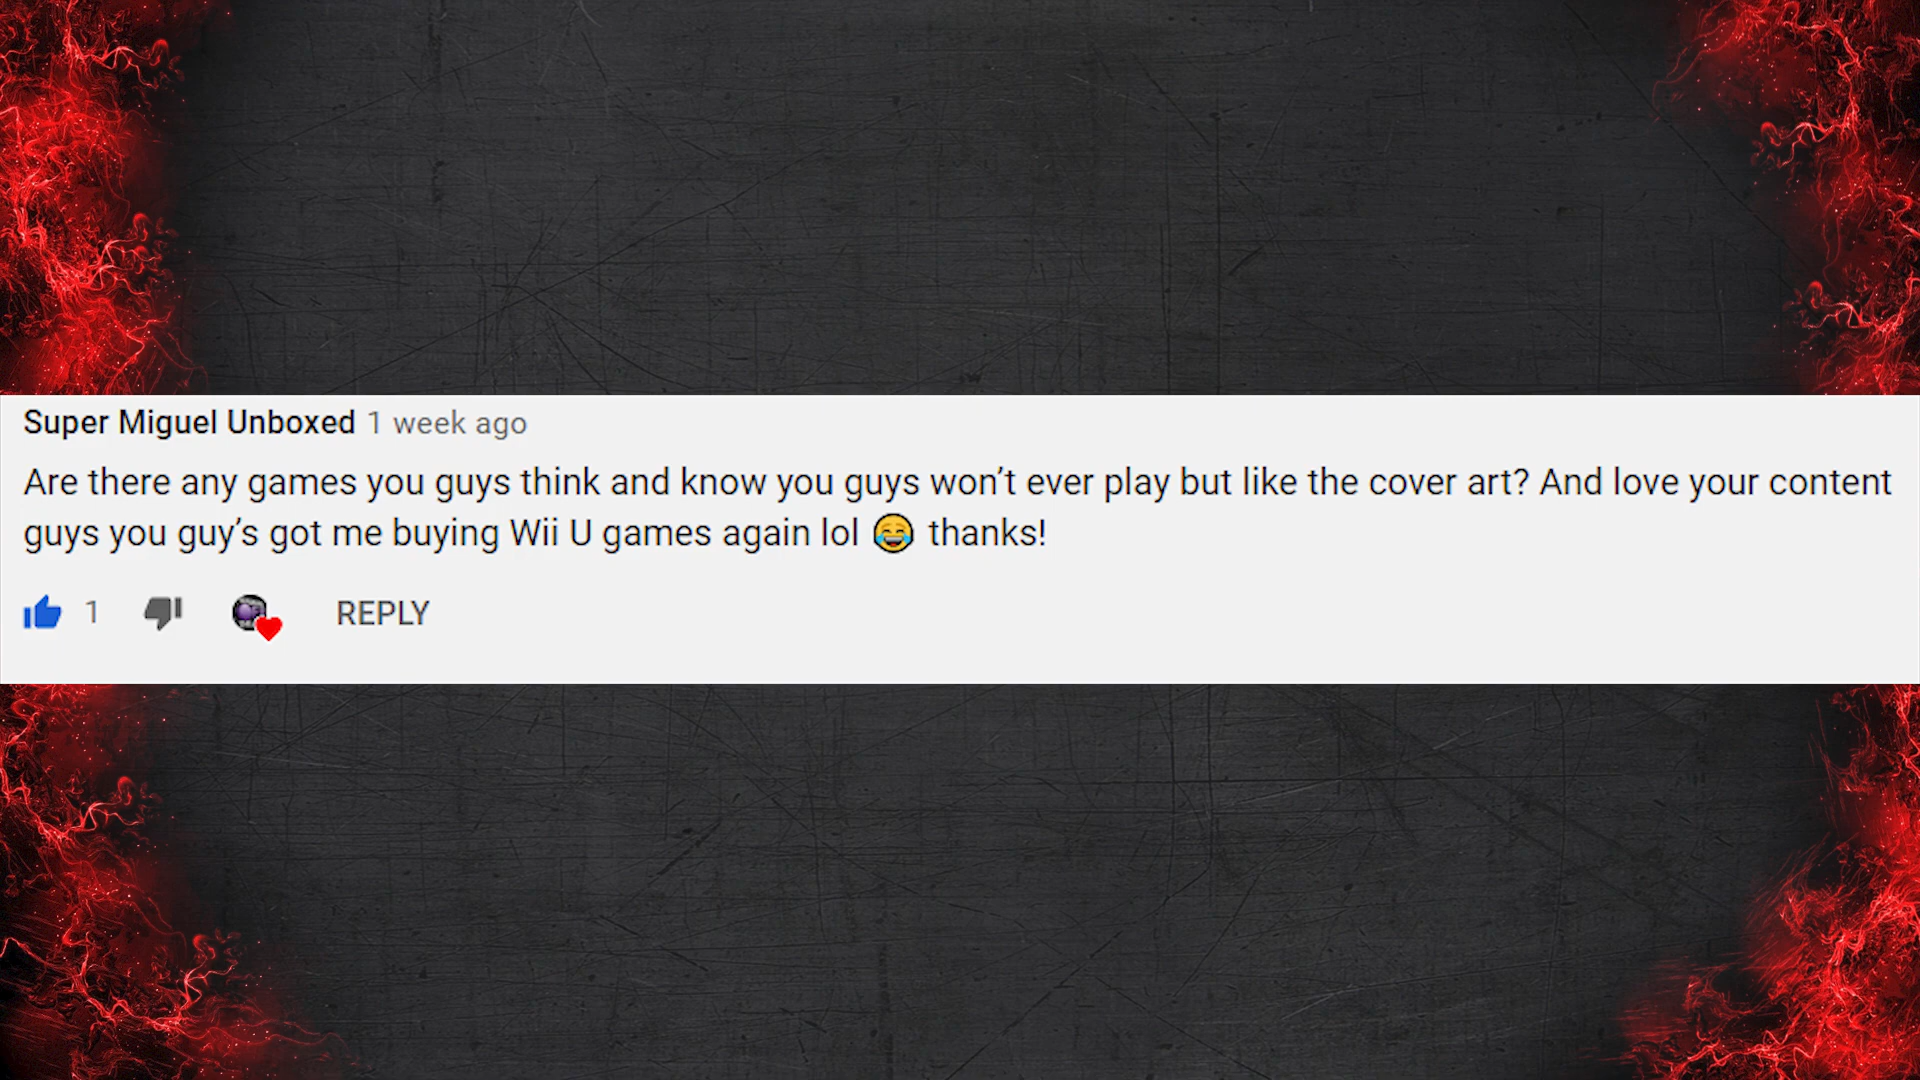 Super Miguel Unboxed 1 week ago
Are there any games you guys think and know you guys won’t ever play but like the cover art? And love your content
guys you guy’s got me buying Wii U games again lol 😂 thanks!
1 REPLY